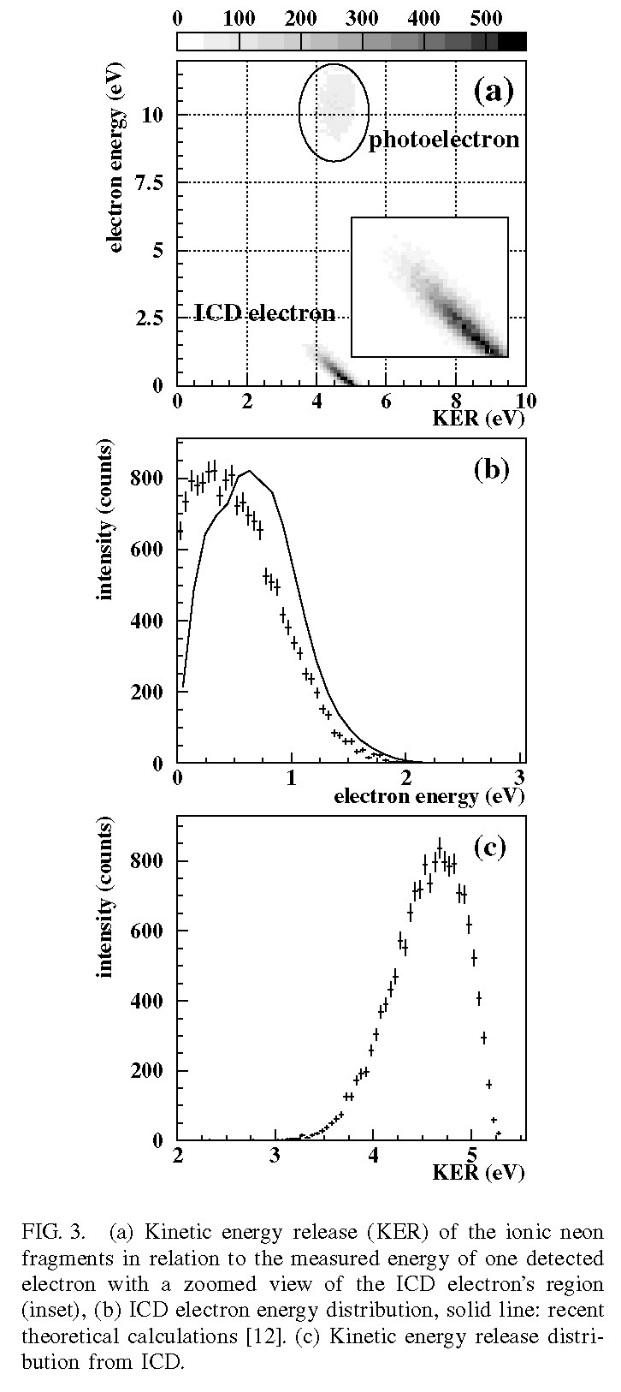 0 100 200 300 400 500
(a)
electron energy (eV)
10
photoelectron
7.5
5
ICD electron
2.5
0
0 2 4 6 8 10
KER (eV)
(b)
intensity (counts)
800
600
400
200
0
0 1 2 3
electron energy (eV)
(c)
intensity (counts)
800
600
400
200
0
2 3 4 5
KER (eV)
FIG. 3. (a) Kinetic energy release (KER) of the ionic neon
fragments in relation to the measured energy of one detected
electron with a zoomed view of the ICD electron's region
(inset), (b) ICD electron energy distribution, solid line: recent
theoretical calculations [12]. (c) Kinetic energy release distri-
bution from ICD.